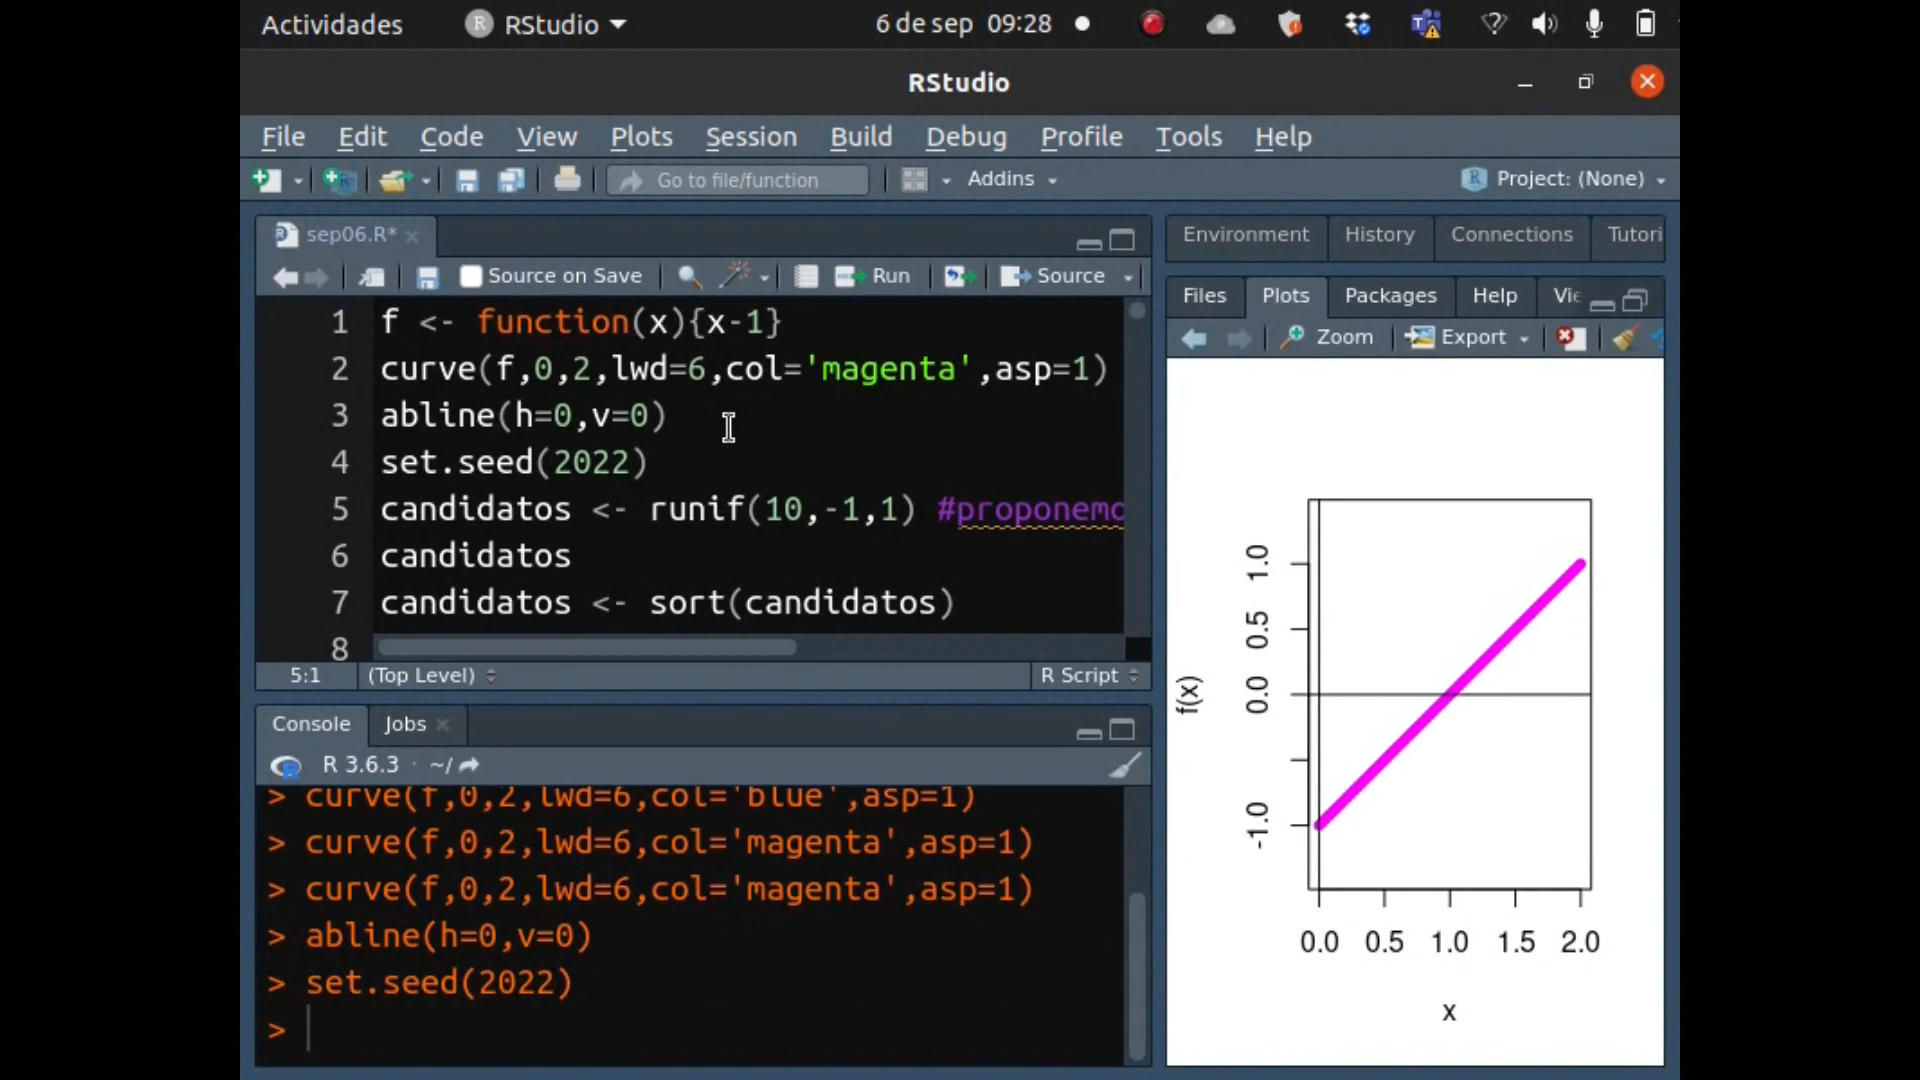 Actividades
RStudio
6 de sep 09:28
RStudio
File Edit Code View Plots Session Build Debug Profile Tools Help
Go to file/function
Addins
Project: (None)
sep06.R*
Source on Save
Run
Source
1 f <- function(x){x-1}
2 curve(f,0,2,lwd=6,col='magenta',asp=1)
3 abline(h=0,v=0)
4 set.seed(2022)
5 candidatos <- runif(10,-1,1) #proponemo
6 candidatos
7 candidatos <- sort(candidatos)
8
5:1 (Top Level)
R Script
Console Jobs
R 3.6.3 · ~/
> curve(f,0,2,lwd=6,col='blue',asp=1)
> curve(f,0,2,lwd=6,col='magenta',asp=1)
> curve(f,0,2,lwd=6,col='magenta',asp=1)
> abline(h=0,v=0)
> set.seed(2022)
>
Environment History Connections Tutori
Files Plots Packages Help Vie
Zoom Export
f(x)
1.0
0.5
0.0
-1.0
0.0 0.5 1.0 1.5 2.0
x